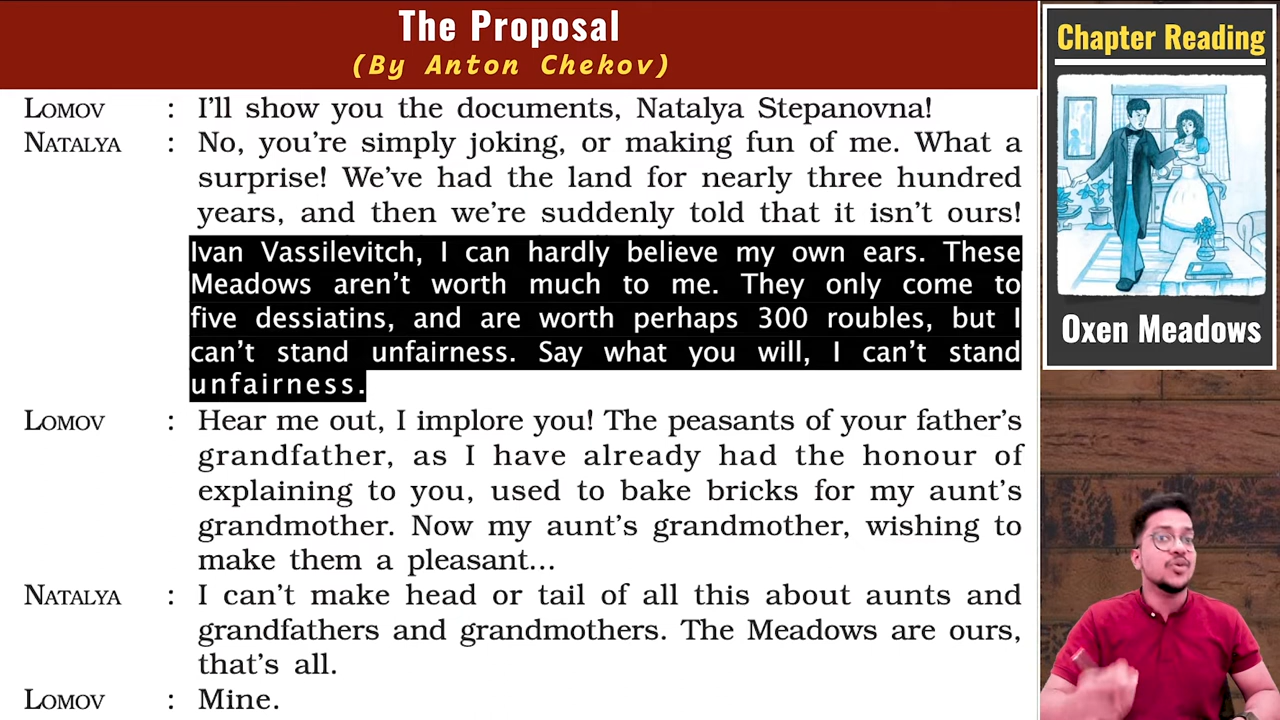 The Proposal
(By Anton Chekov)
LOMOV : I'll show you the documents, Natalya Stepanovna!
NATALYA : No, you're simply joking, or making fun of me. What a
surprise! We've had the land for nearly three hundred
years, and then we're suddenly told that it isn't ours!
Ivan Vassilevitch, I can hardly believe my own ears. These
Meadows aren't worth much to me. They only come to
five dessiatins, and are worth perhaps 300 roubles, but I
can't stand unfairness. Say what you will, I can't stand
unfairness.
LOMOV : Hear me out, I implore you! The peasants of your father's
grandfather, as I have already had the honour of
explaining to you, used to bake bricks for my aunt's
grandmother. Now my aunt's grandmother, wishing to
make them a pleasant...
NATALYA : I can't make head or tail of all this about aunts and
grandfathers and grandmothers. The Meadows are ours,
that's all.
LOMOV : Mine.
Chapter Reading
Oxen Meadows